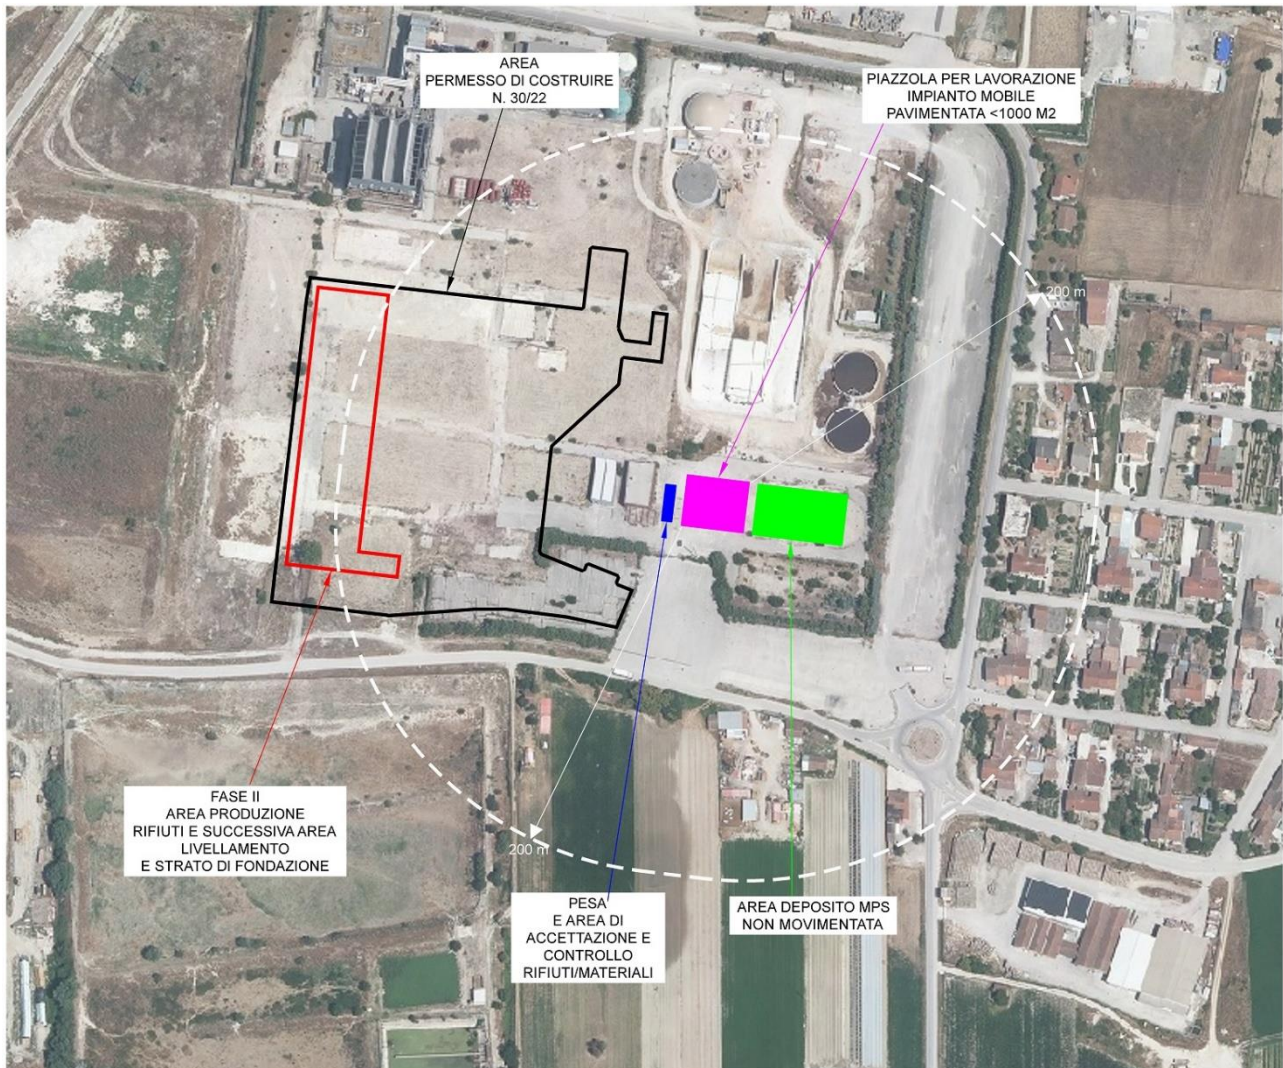 AREA
PERMESSO DI COSTRUIRE
N. 30/22
PIAZZOLA PER LAVORAZIONE
IMPIANTO MOBILE
PAVIMENTATA <1000 M2
200 m
200 m
FASE II
AREA PRODUZIONE
RIFIUTI E SUCCESSIVA AREA
LIVELLAMENTO
E STRATO DI FONDAZIONE
PESA
E AREA DI
ACCETTAZIONE E
CONTROLLO
RIFIUTI/MATERIALI
AREA DEPOSITO MPS
NON MOVIMENTATA